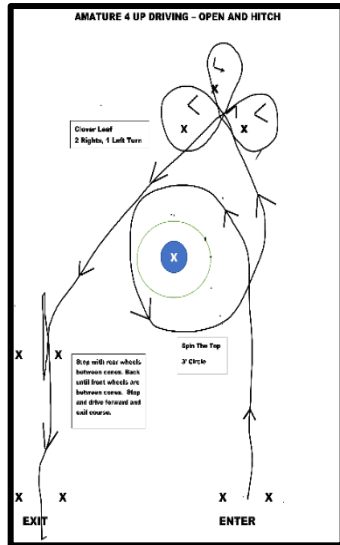 AMATURE 4 UP DRIVING – OPEN AND HITCH
X
X
X
Clover Leaf
2 Rights, 1 Left Turn
X
X
X
Stop with rear wheels
between cones. Back
until front wheels are
between cones. Stop
and drive forward and
exit course.
Spin The Top
3' Circle
X
X
X
X
EXIT
ENTER